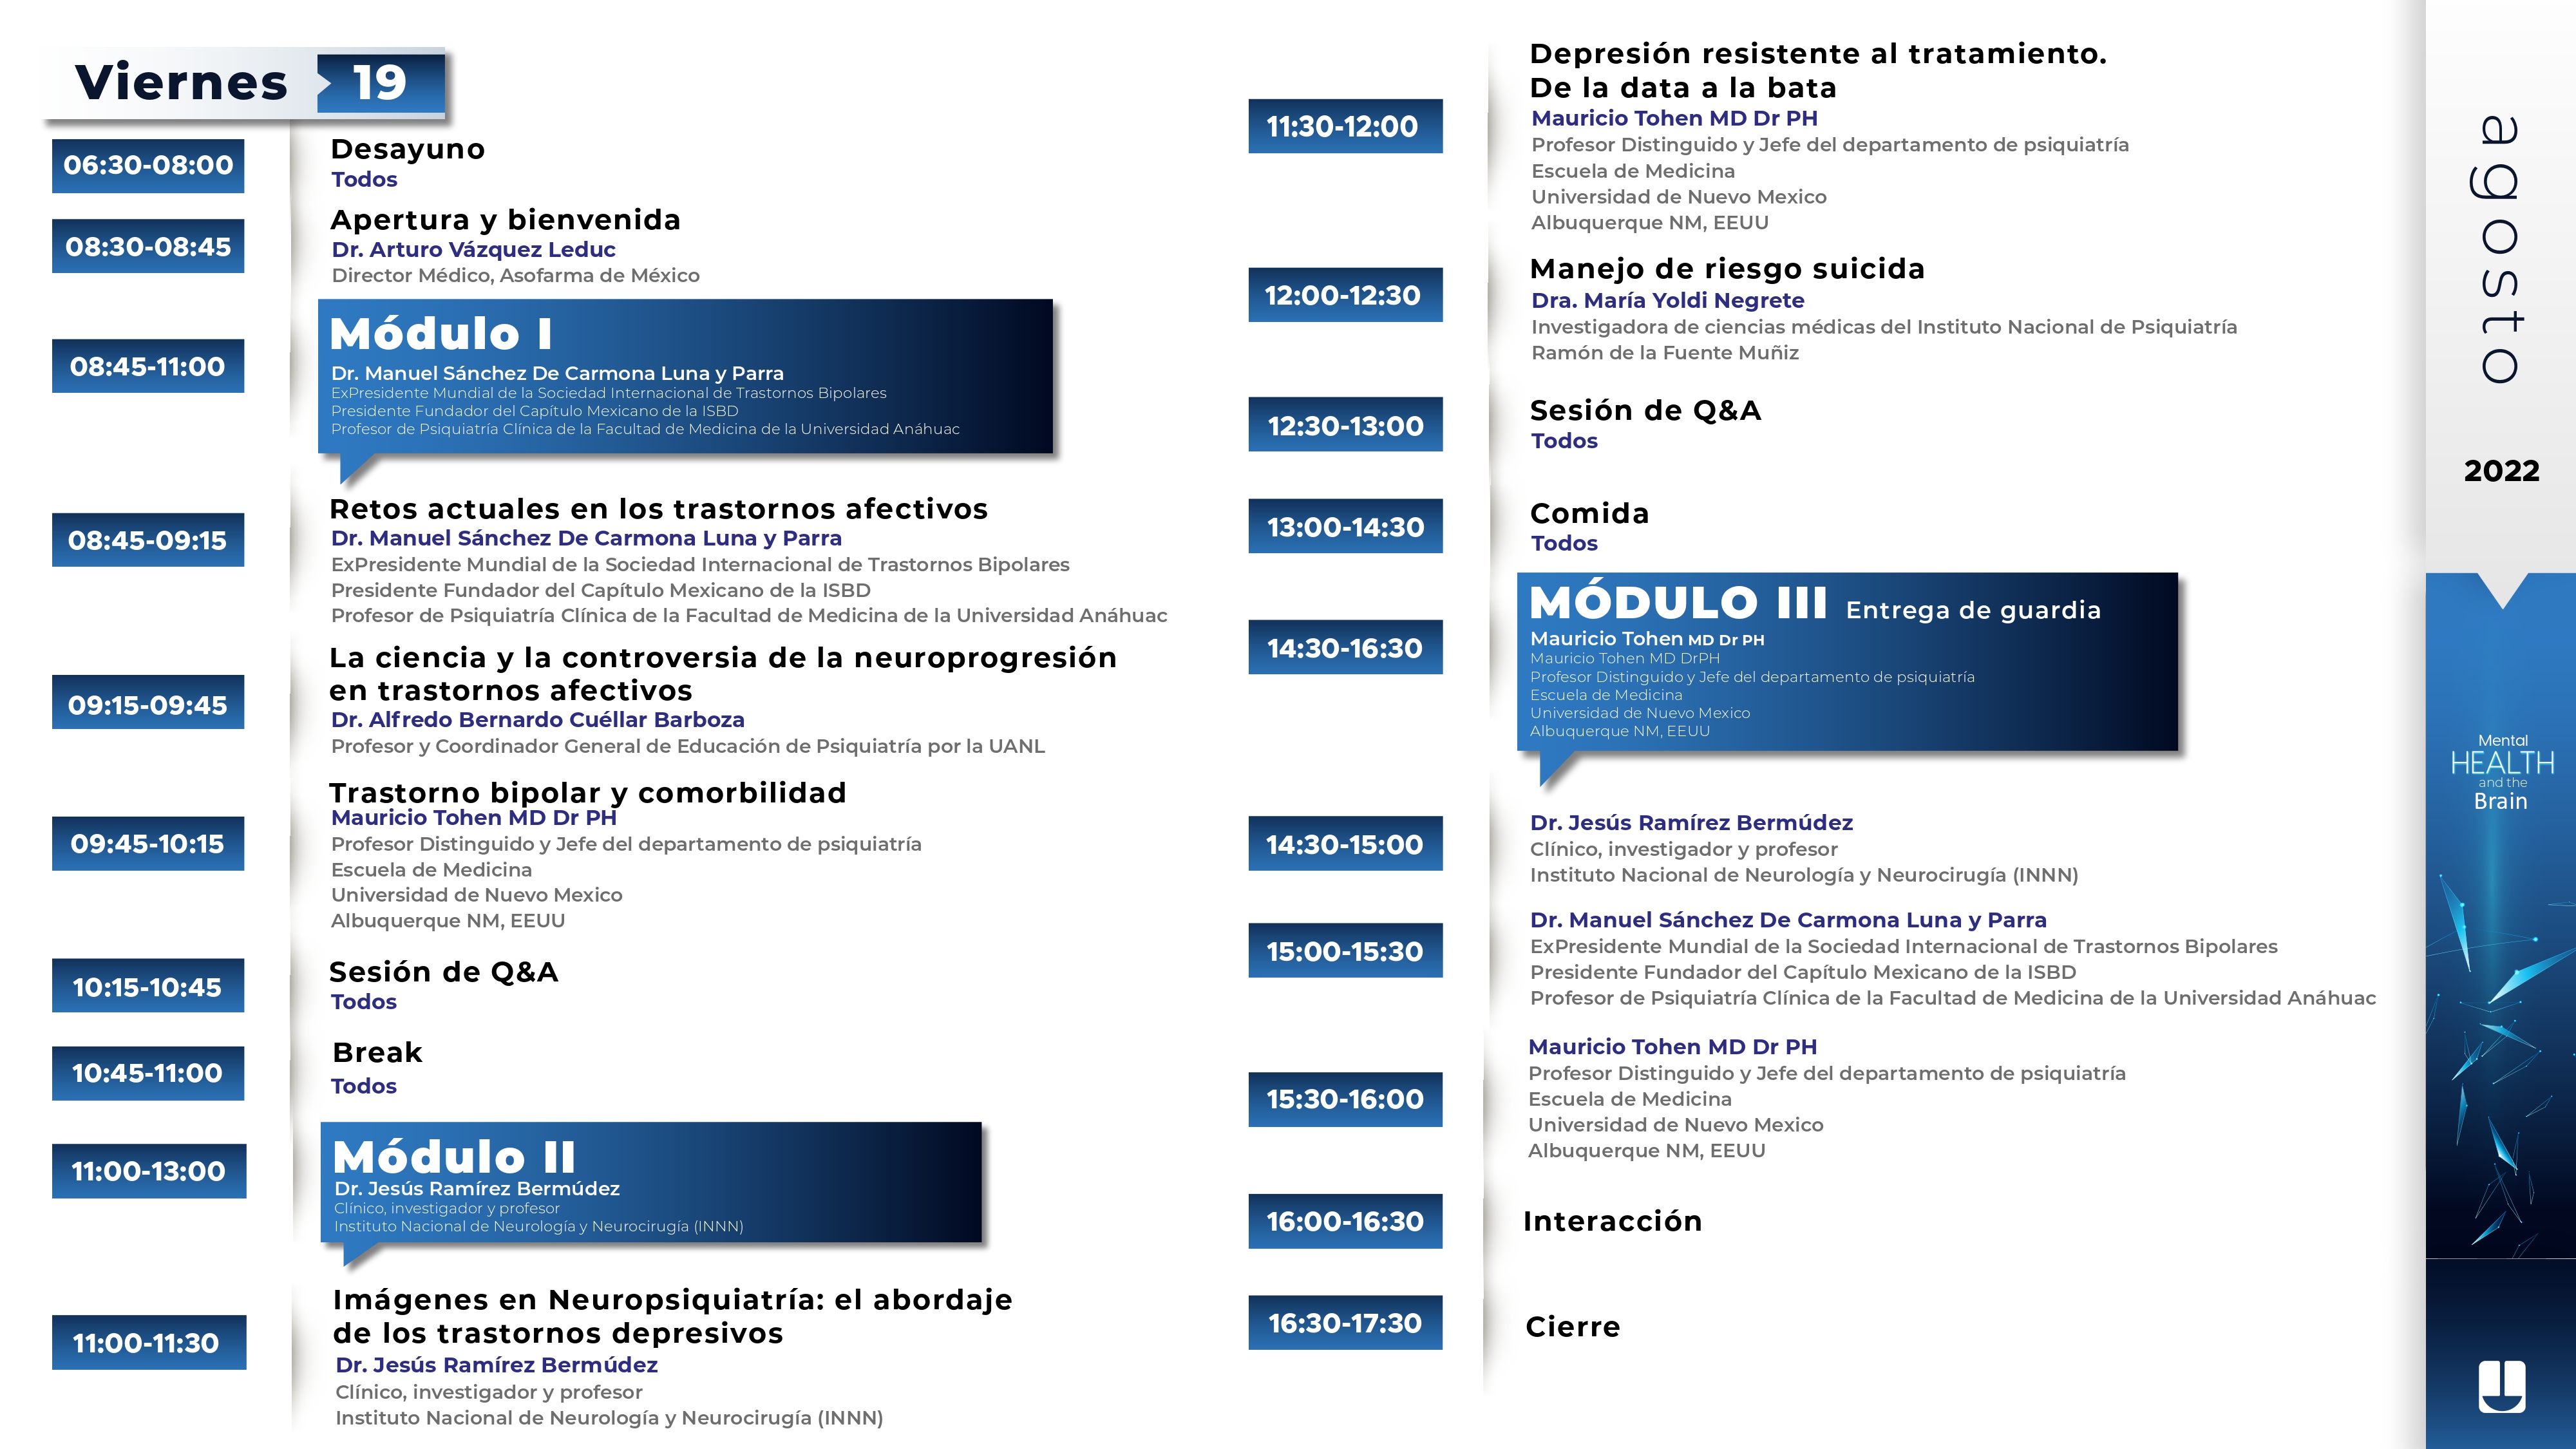 Viernes 19
06:30-08:00
Desayuno
Todos
08:30-08:45
Apertura y bienvenida
Dr. Arturo Vázquez Leduc
Director Médico, Asofarma de México
08:45-11:00
Módulo I
Dr. Manuel Sánchez De Carmona Luna y Parra
ExPresidente Mundial de la Sociedad Internacional de Trastornos Bipolares
Presidente Fundador del Capítulo Mexicano de la ISBD
Profesor de Psiquiatría Clínica de la Facultad de Medicina de la Universidad Anáhuac
08:45-09:15
Retos actuales en los trastornos afectivos
Dr. Manuel Sánchez De Carmona Luna y Parra
ExPresidente Mundial de la Sociedad Internacional de Trastornos Bipolares
Presidente Fundador del Capítulo Mexicano de la ISBD
Profesor de Psiquiatría Clínica de la Facultad de Medicina de la Universidad Anáhuac
09:15-09:45
La ciencia y la controversia de la neuroprogresión
en trastornos afectivos
Dr. Alfredo Bernardo Cuéllar Barboza
Profesor y Coordinador General de Educación de Psiquiatría por la UANL
09:45-10:15
Trastorno bipolar y comorbilidad
Mauricio Tohen MD Dr PH
Profesor Distinguido y Jefe del departamento de psiquiatría
Escuela de Medicina
Universidad de Nuevo Mexico
Albuquerque NM, EEUU
10:15-10:45
Sesión de Q&A
Todos
10:45-11:00
Break
Todos
11:00-13:00
Módulo II
Dr. Jesús Ramírez Bermúdez
Clínico, investigador y profesor
Instituto Nacional de Neurología y Neurocirugía (INNN)
11:00-11:30
Imágenes en Neuropsiquiatría: el abordaje
de los trastornos depresivos
Dr. Jesús Ramírez Bermúdez
Clínico, investigador y profesor
Instituto Nacional de Neurología y Neurocirugía (INNN)
11:30-12:00
Depresión resistente al tratamiento.
De la data a la bata
Mauricio Tohen MD Dr PH
Profesor Distinguido y Jefe del departamento de psiquiatría
Escuela de Medicina
Universidad de Nuevo Mexico
Albuquerque NM, EEUU
12:00-12:30
Manejo de riesgo suicida
Dra. María Yoldi Negrete
Investigadora de ciencias médicas del Instituto Nacional de Psiquiatría
Ramón de la Fuente Muñiz
12:30-13:00
Sesión de Q&A
Todos
13:00-14:30
Comida
Todos
14:30-16:30
MÓDULO III Entrega de guardia
Mauricio Tohen MD Dr PH
Mauricio Tohen MD DrPH
Profesor Distinguido y Jefe del departamento de psiquiatría
Escuela de Medicina
Universidad de Nuevo Mexico
Albuquerque NM, EEUU
14:30-15:00
Dr. Jesús Ramírez Bermúdez
Clínico, investigador y profesor
Instituto Nacional de Neurología y Neurocirugía (INNN)
15:00-15:30
Dr. Manuel Sánchez De Carmona Luna y Parra
ExPresidente Mundial de la Sociedad Internacional de Trastornos Bipolares
Presidente Fundador del Capítulo Mexicano de la ISBD
Profesor de Psiquiatría Clínica de la Facultad de Medicina de la Universidad Anáhuac
15:30-16:00
Mauricio Tohen MD Dr PH
Profesor Distinguido y Jefe del departamento de psiquiatría
Escuela de Medicina
Universidad de Nuevo Mexico
Albuquerque NM, EEUU
16:00-16:30
Interacción
16:30-17:30
Cierre
agosto
2022
Mental
HEALTH
and the
Brain